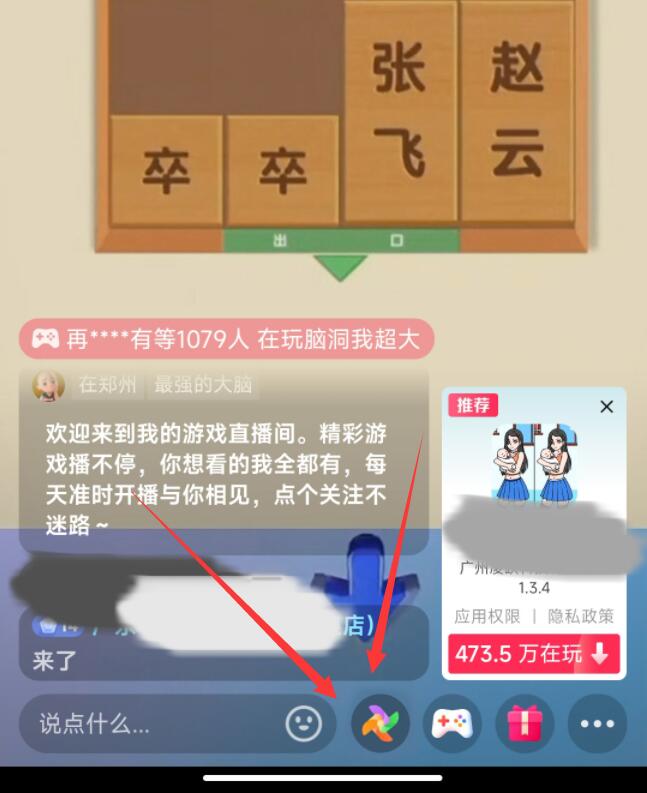 张飞
赵云
卒
卒
出 口
再****有等1079人 在玩脑洞我超大
在郑州 最强的大脑
欢迎来到我的游戏直播间。精彩游
戏播不停，你想看的我全都有，每
天准时开播与你相见，点个关注不
迷路~
店）
来了
说点什么...
推荐
广州
1.3.4
应用权限 | 隐私政策
473.5 万在玩